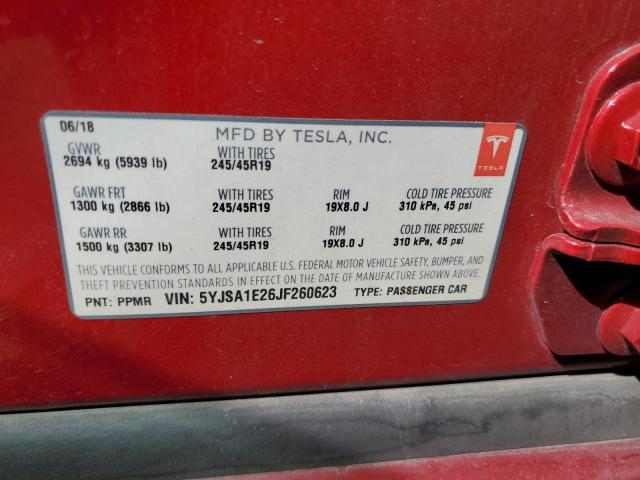 06/18
MFD BY TESLA, INC.
TESLA
GVWR WITH TIRES
2694 kg (5939 lb) 245/45R19
GAWR FRT WITH TIRES RIM COLD TIRE PRESSURE
1300 kg (2866 lb) 245/45R19 19X8.0 J 310 kPa, 45 psi
GAWR RR WITH TIRES RIM COLD TIRE PRESSURE
1500 kg (3307 lb) 245/45R19 19X8.0 J 310 kPa, 45 psi
THIS VEHICLE CONFORMS TO ALL APPLICABLE U.S. FEDERAL MOTOR VEHICLE SAFETY, BUMPER, AND
THEFT PREVENTION STANDARDS IN EFFECT ON THE DATE OF MANUFACTURE SHOWN ABOVE.
PNT: PPMR VIN: 5YJSA1E26JF260623 TYPE: PASSENGER CAR